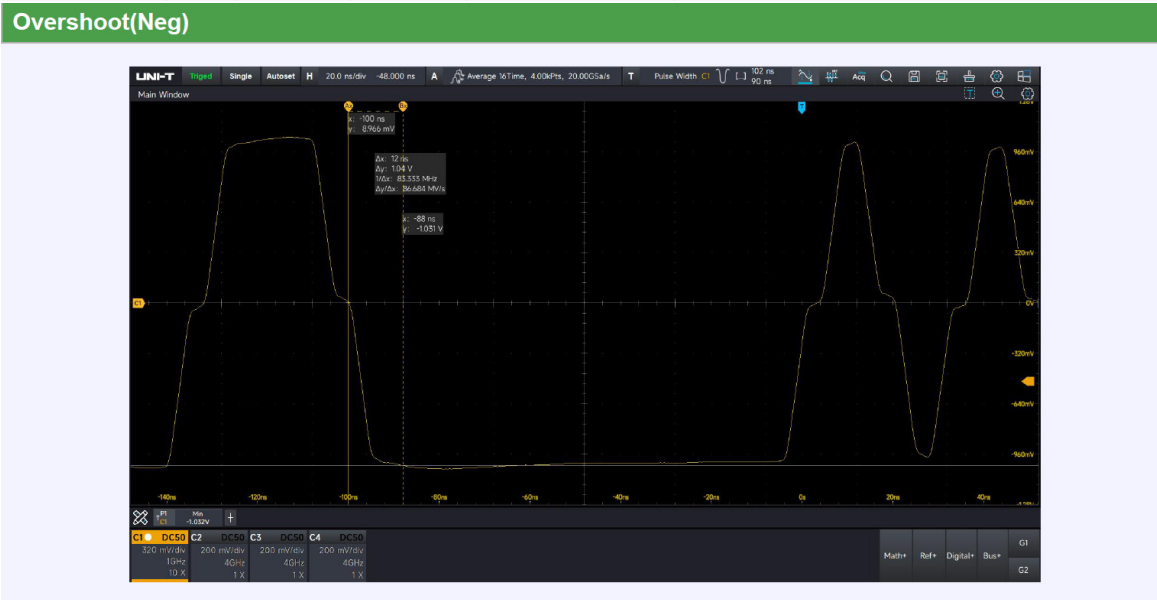 Overshoot(Neg)
UNI-T Triged Single Autoset H 20.0 ns/div -48.000 ns A Average 16Time, 4.00kPts, 20.00GSa/s T Pulse Width C1 102 ns
90 ns
Acq
Main Window
T
Ax Bx T
x: -100 ns
y: 8.966 mV
960mV
Δx: 12 ns
Δy: 1.04 V
1/Δx: 83.333 MHz
Δy/Δx: 86.684 MV/s
640mV
x: -88 ns
y: -1.031 V
320mV
C1 0V
-320mV
-640mV
-960mV
-140ns -120ns -100ns -80ns -60ns -40ns -20ns 0s 20ns 40ns
P1 Min
C1 -1.032V +
C1 DC50 C2 DC50 C3 DC50 C4 DC50
320 mV/div 200 mV/div 200 mV/div 200 mV/div
1GHz 4GHz 4GHz 4GHz
10 X 1 X 1 X 1 X
Math+ Ref+ Digital+ Bus+ G1
G2